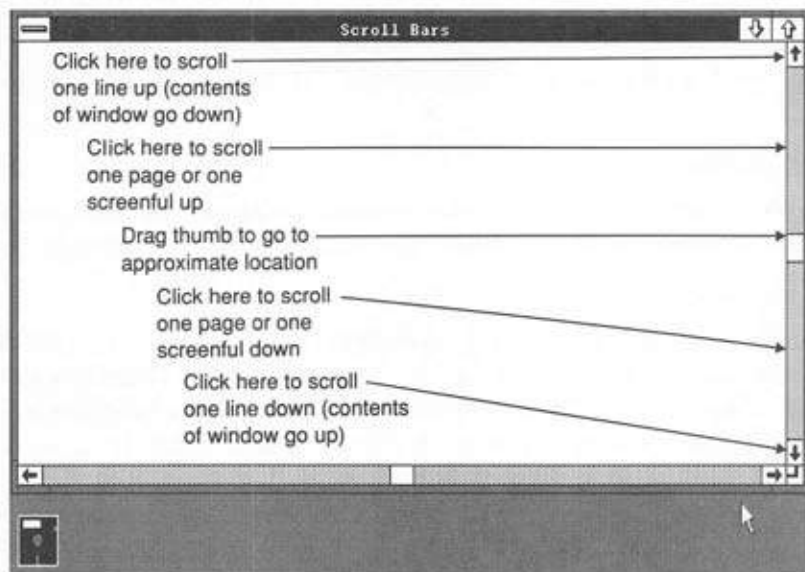 Scroll Bars
Click here to scroll
one line up (contents
of window go down)
Click here to scroll
one page or one
screenful up
Drag thumb to go to
approximate location
Click here to scroll
one page or one
screenful down
Click here to scroll
one line down (contents
of window go up)